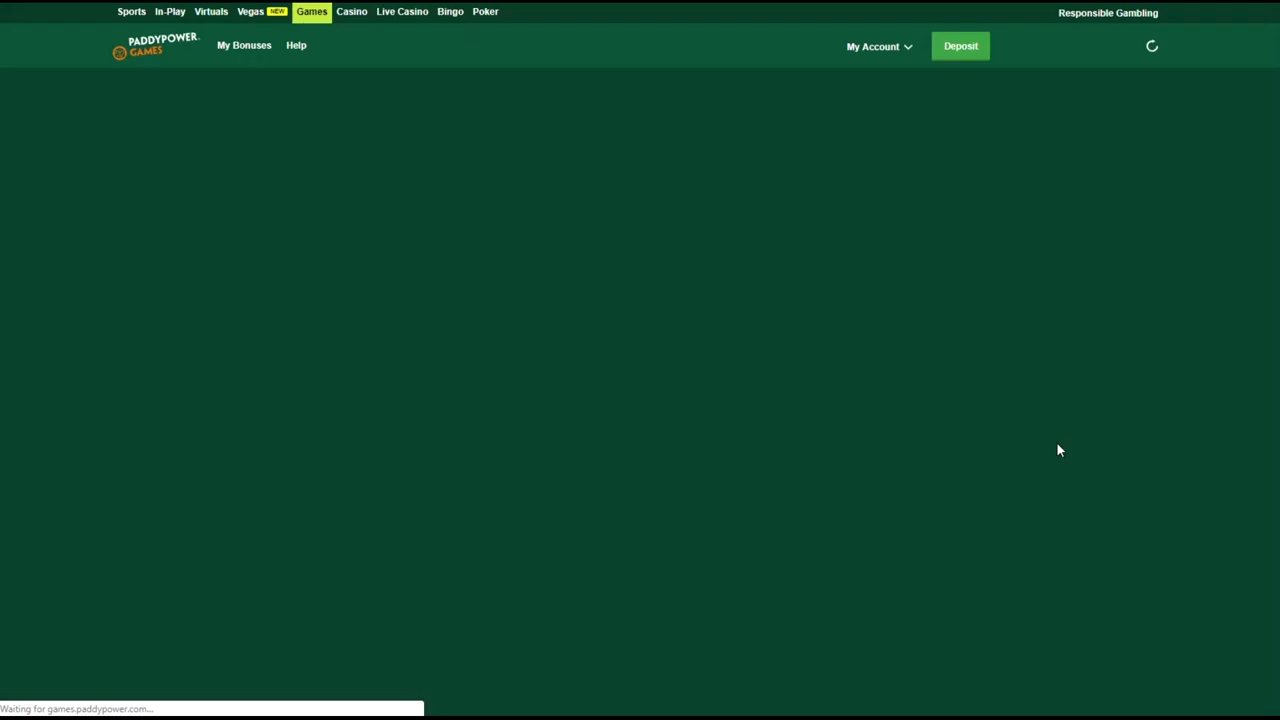 Sports In-Play Virtuals Vegas NEW Games Casino Live Casino Bingo Poker Responsible Gambling
PADDYPOWER. GAMES My Bonuses Help My Account Deposit
Waiting for games.paddypower.com...